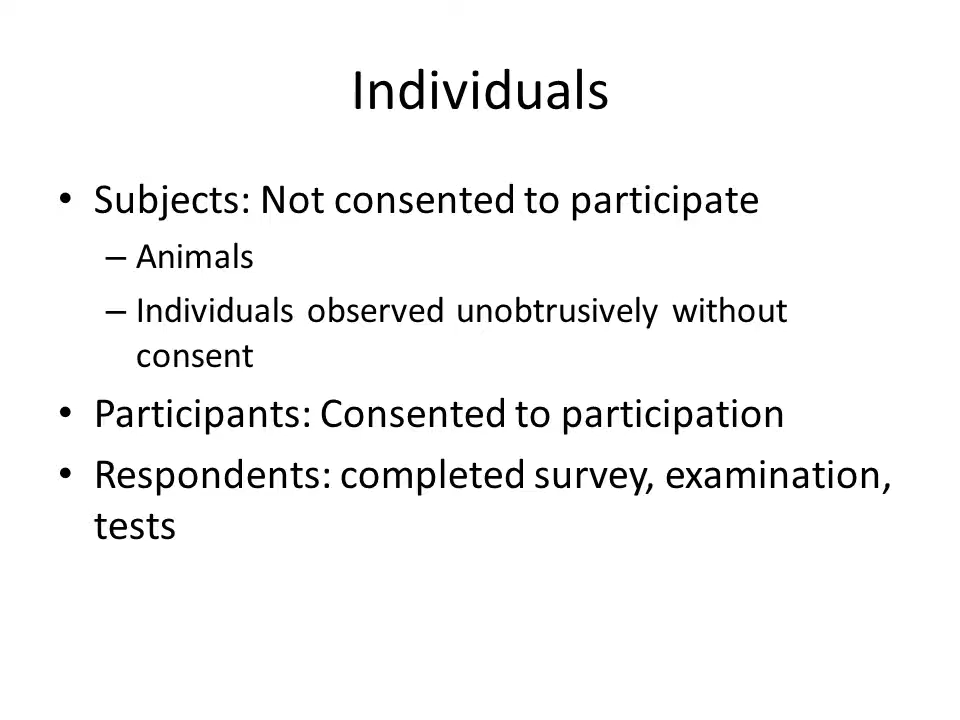 Individuals
• Subjects: Not consented to participate
– Animals
– Individuals observed unobtrusively without
consent
• Participants: Consented to participation
• Respondents: completed survey, examination,
tests